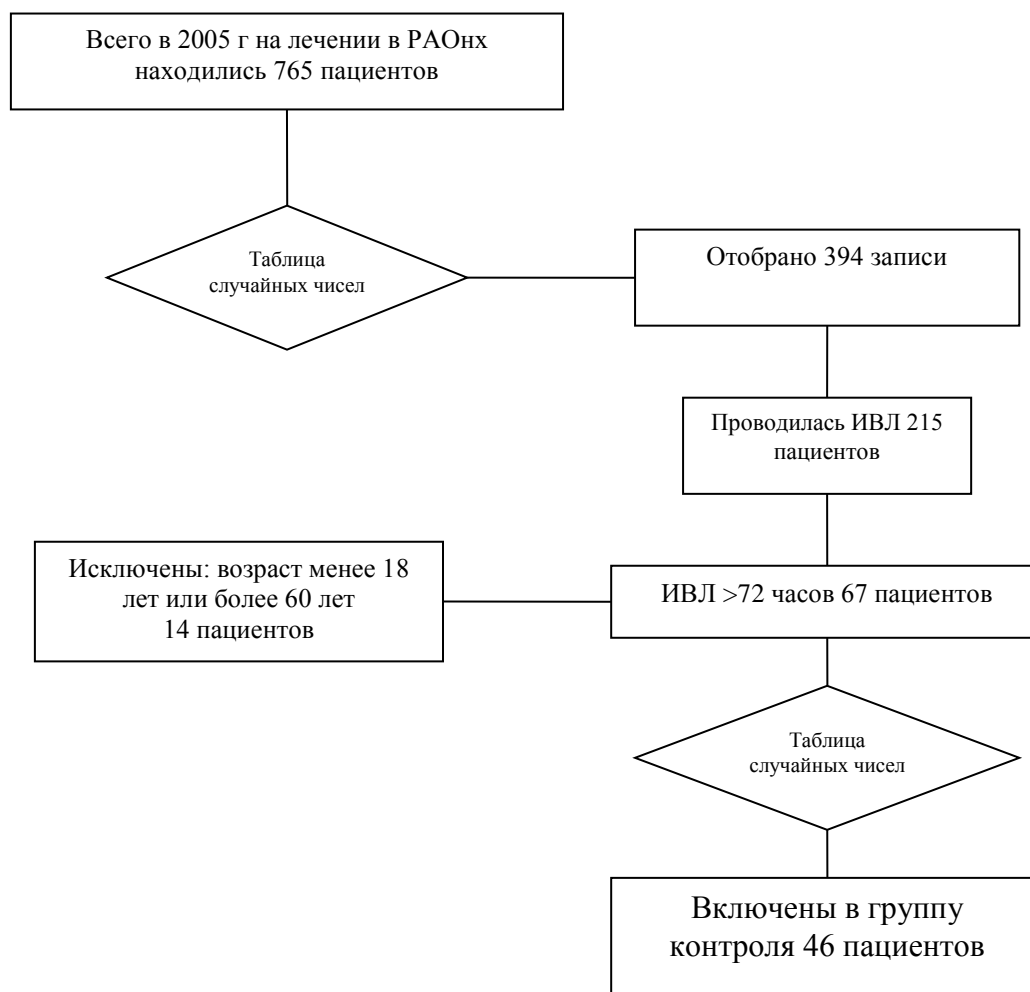 Всего в 2005 г на лечении в РАОнх
находились 765 пациентов
Таблица
случайных чисел
Отобрано 394 записи
Проводилась ИВЛ 215
пациентов
Исключены: возраст менее 18
лет или более 60 лет
14 пациентов
ИВЛ >72 часов 67 пациентов
Таблица
случайных чисел
Включены в группу
контроля 46 пациентов